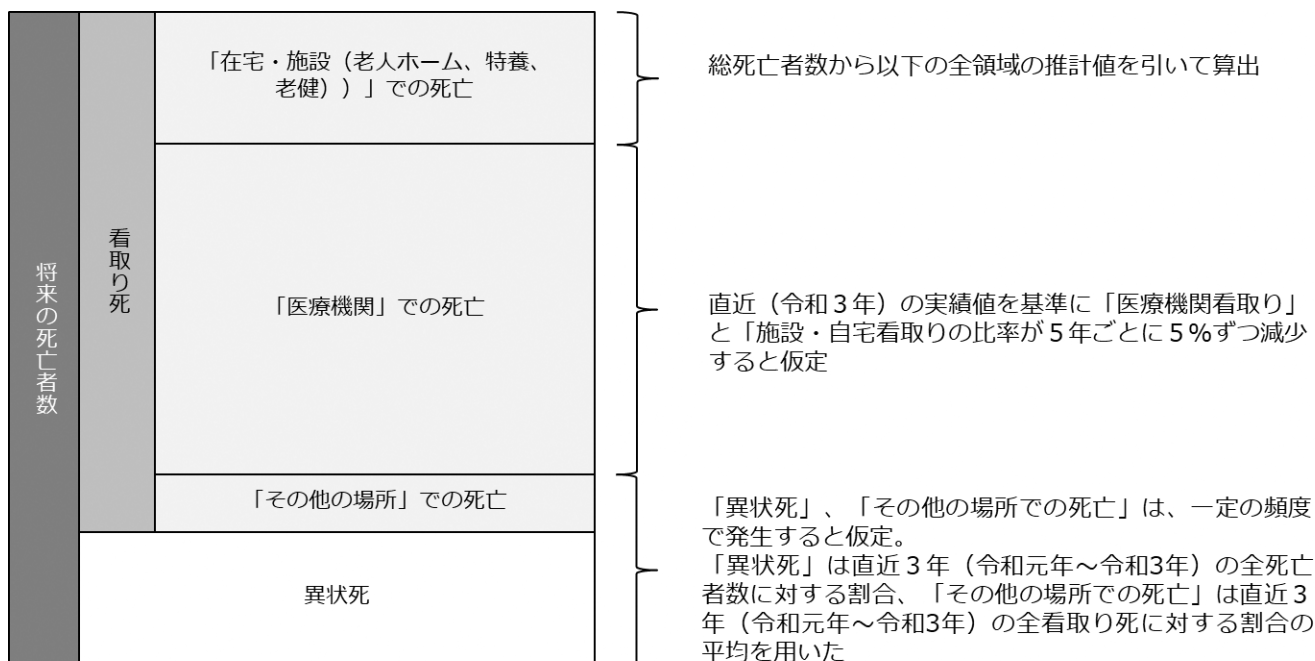 将来の死亡者数
看取り死
「在宅・施設（老人ホーム、特養、
老健））」での死亡
総死亡者数から以下の全領域の推計値を引いて算出
「医療機関」での死亡
直近（令和３年）の実績値を基準に「医療機関看取り」
と「施設・自宅看取りの比率が５年ごとに５%ずつ減少
すると仮定
「その他の場所」での死亡
異状死
「異状死」、「その他の場所での死亡」は、一定の頻度
で発生すると仮定。
「異状死」は直近３年（令和元年～令和3年）の全死亡
者数に対する割合、「その他の場所での死亡」は直近３
年（令和元年～令和3年）の全看取り死に対する割合の
平均を用いた